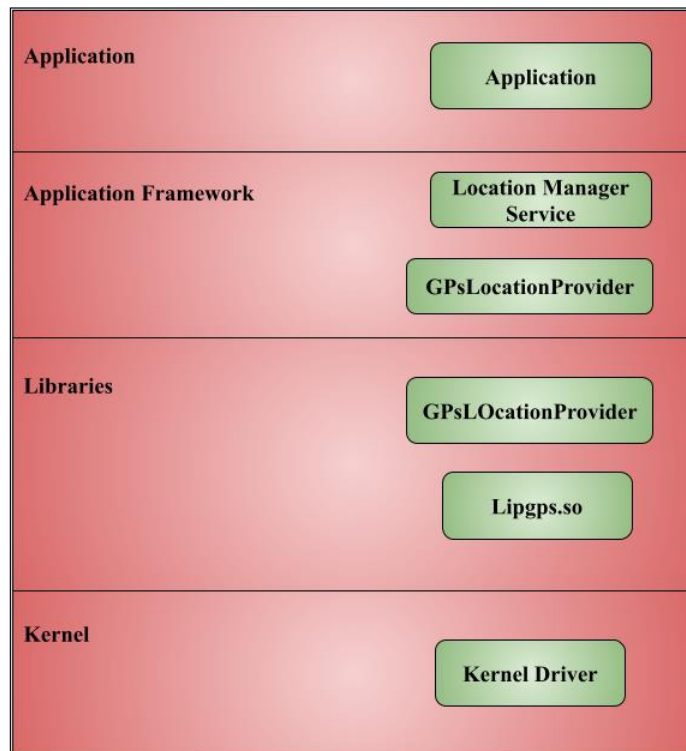 Application
Application
Application Framework
Location Manager
Service
GPsLocationProvider
Libraries
GPsLOcationProvider
Lipgps.so
Kernel
Kernel Driver